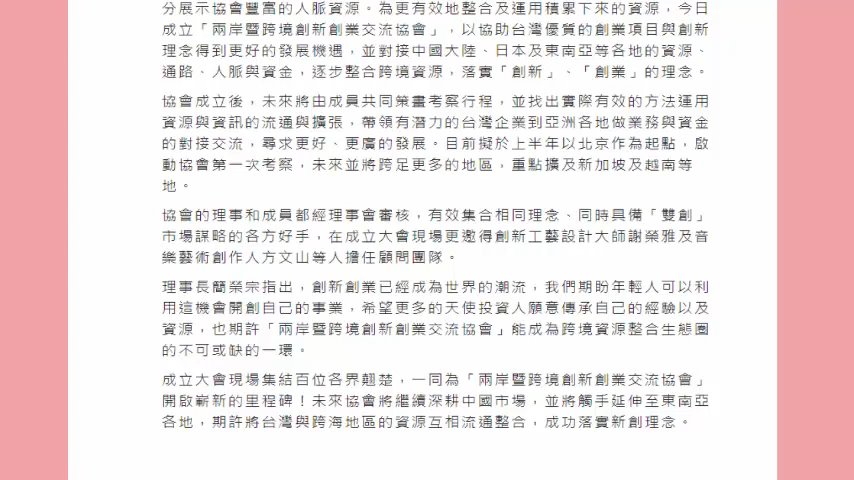 分展示協會豐富的人脈資源。為更有效地整合及運用積累下來的資源，今日
成立「兩岸暨跨境創新創業交流協會」，以協助台灣優質的創業項目與創新
理念得到更好的發展機遇，並對接中國大陸、日本及東南亞等各地的資源、
通路、人脈與資金，逐步整合跨境資源，落實「創新」、「創業」的理念。
協會成立後，未來將由成員共同策畫考察行程，並找出實際有效的方法運用
資源與資訊的流通與擴張，帶領有潛力的台灣企業到亞洲各地做業務與資金
的對接交流，尋求更好、更廣的發展。目前擬於上半年以北京作為起點，啟
動協會第一次考察，未來並將跨足更多的地區，重點擴及新加坡及越南等
地。
協會的理事和成員都經理事會審核，有效集合相同理念、同時具備「雙創」
市場謀略的各方好手，在成立大會現場更邀得創新工藝設計大師謝榮雅及音
樂藝術創作人方文山等人擔任顧問團隊。
理事長簡榮宗指出，創新創業已經成為世界的潮流，我們期盼年輕人可以利
用這機會開創自己的事業，希望更多的天使投資人願意傳承自己的經驗以及
資源，也期許「兩岸暨跨境創新創業交流協會」能成為跨境資源整合生態圈
的不可或缺的一環。
成立大會現場集結百位各界翹楚，一同為「兩岸暨跨境創新創業交流協會」
開啟嶄新的里程碑！未來協會將繼續深耕中國市場，並將觸手延伸至東南亞
各地，期許將台灣與跨海地區的資源互相流通整合，成功落實新創理念。